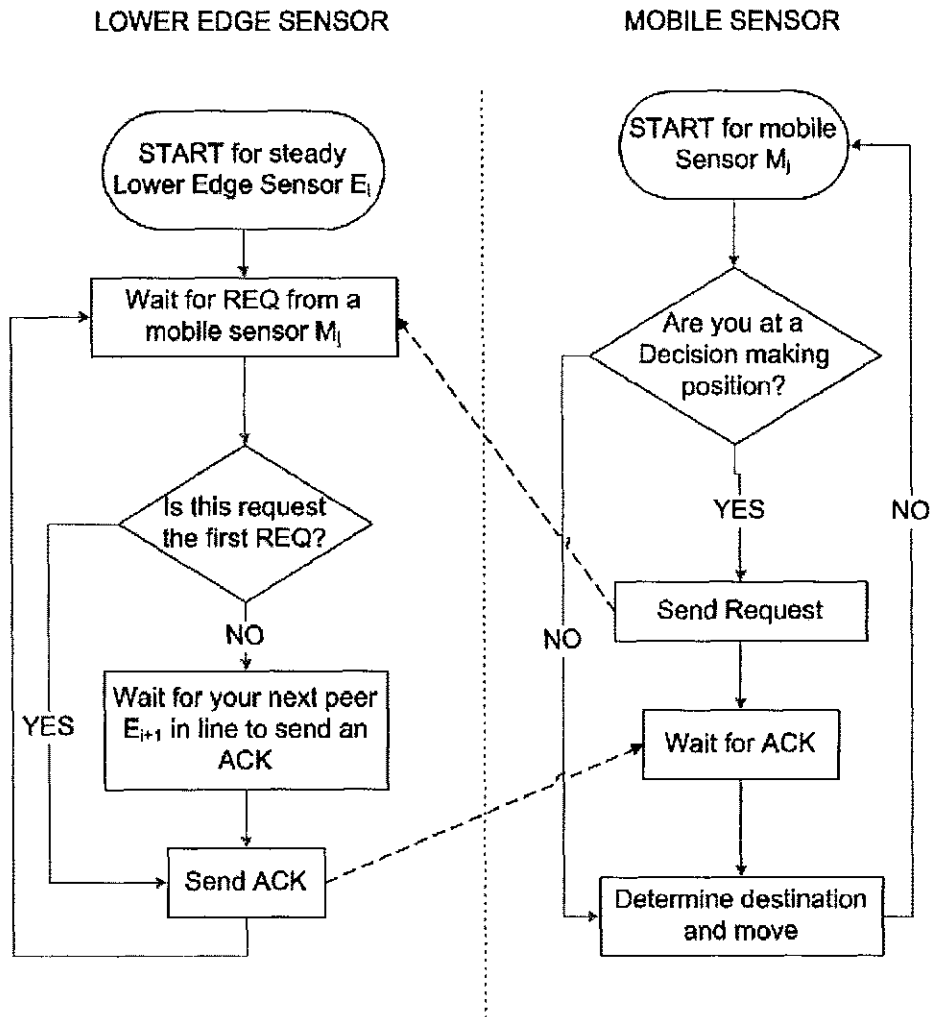 LOWER EDGE SENSOR
START for steady
Lower Edge Sensor Ei
Wait for REQ from a
mobile sensor Mj
Is this request
the first REQ?
NO
YES
Wait for your next peer
Ei+1 in line to send an
ACK
Send ACK
MOBILE SENSOR
START for mobile
Sensor Mj
Are you at a
Decision making
position?
YES
NO
Send Request
NO
Wait for ACK
Determine destination
and move